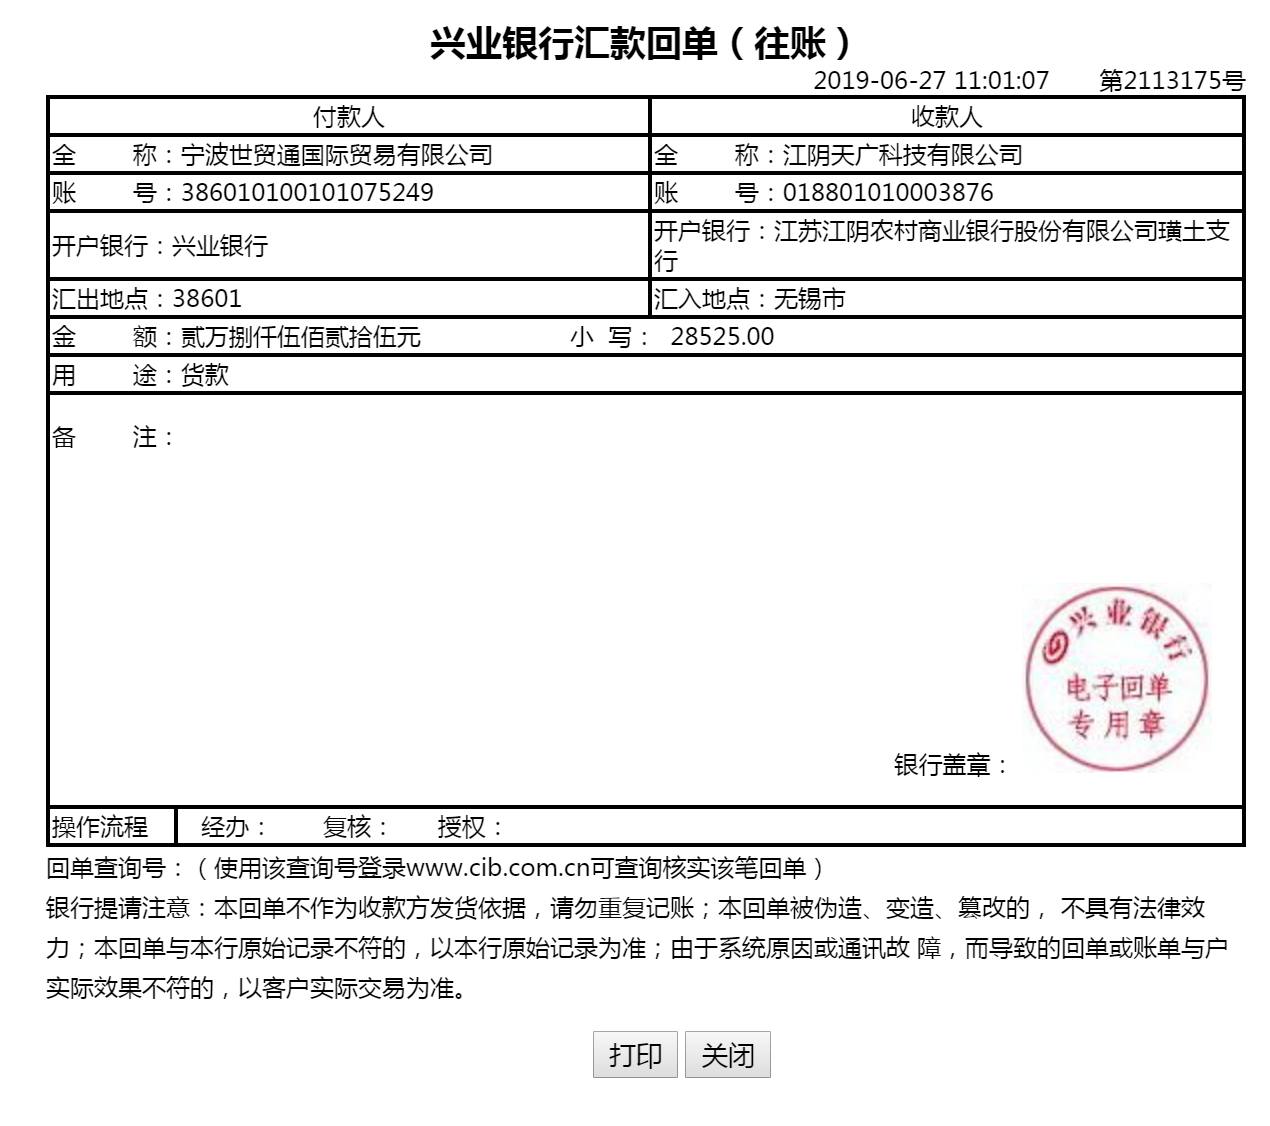 兴业银行汇款回单（往账）
2019-06-27 11:01:07 第2113175号
付款人 收款人
全 称：宁波世贸通国际贸易有限公司 全 称：江阴天广科技有限公司
账 号：386010100101075249 账 号：018801010003876
开户银行：兴业银行 开户银行：江苏江阴农村商业银行股份有限公司璜土支
行
汇出地点：38601 汇入地点：无锡市
金 额：贰万捌仟伍佰贰拾伍元 小 写： 28525.00
用 途：货款
备 注：
兴业银行
电子回单
专用章
银行盖章：
操作流程 经办： 复核： 授权：
回单查询号：（使用该查询号登录www.cib.com.cn可查询核实该笔回单）
银行提请注意：本回单不作为收款方发货依据，请勿重复记账；本回单被伪造、变造、篡改的， 不具有法律效
力；本回单与本行原始记录不符的，以本行原始记录为准；由于系统原因或通讯故 障，而导致的回单或账单与户
实际效果不符的，以客户实际交易为准。
打印 关闭